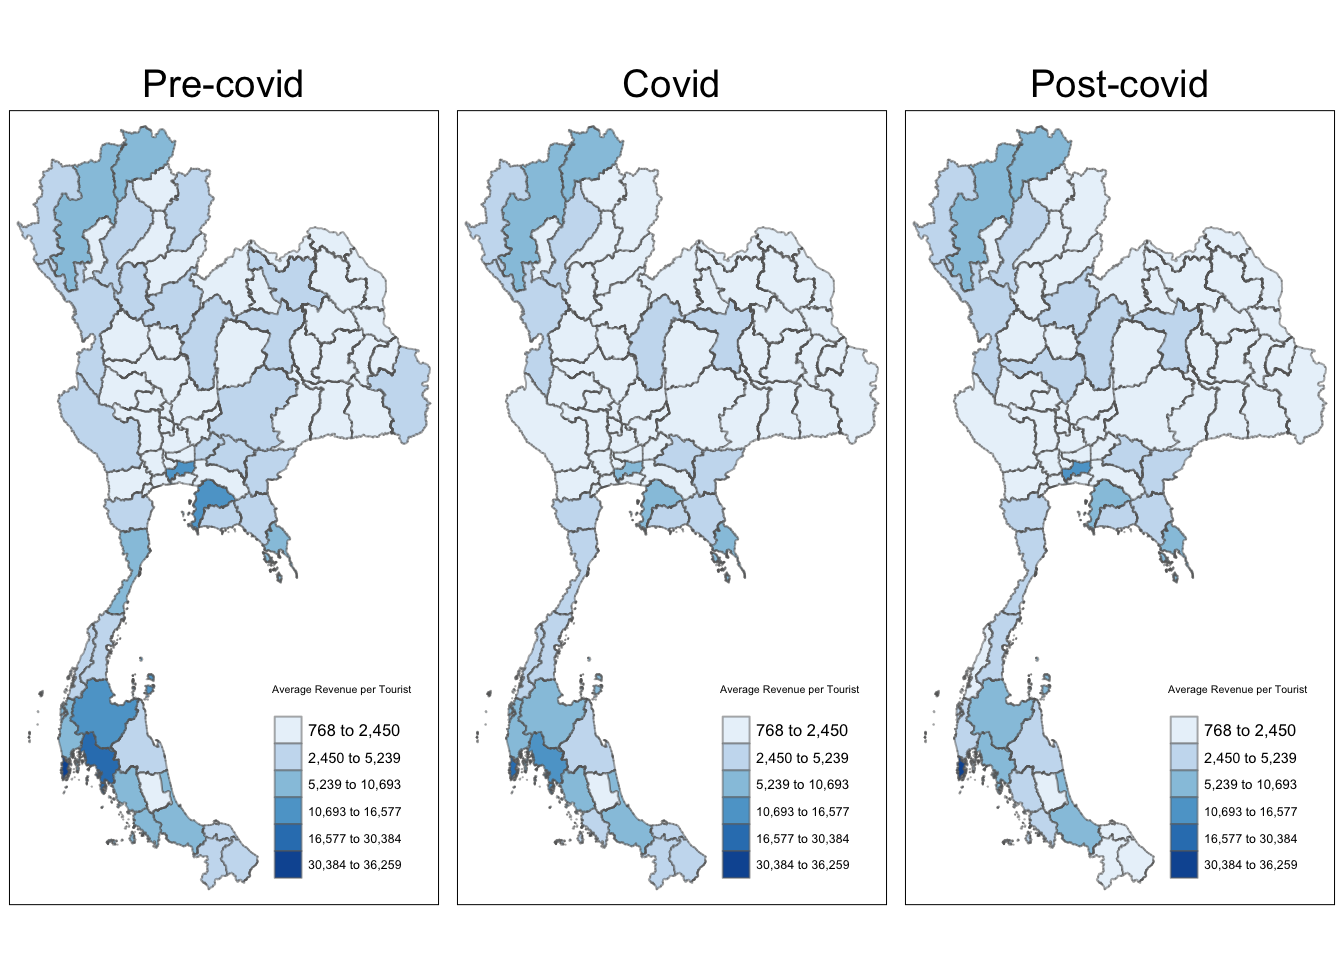 Pre-covid
Covid
Post-covid
Average Revenue per Tourist
768 to 2,450
2,450 to 5,239
5,239 to 10,693
10,693 to 16,577
16,577 to 30,384
30,384 to 36,259
Average Revenue per Tourist
768 to 2,450
2,450 to 5,239
5,239 to 10,693
10,693 to 16,577
16,577 to 30,384
30,384 to 36,259
Average Revenue per Tourist
768 to 2,450
2,450 to 5,239
5,239 to 10,693
10,693 to 16,577
16,577 to 30,384
30,384 to 36,259